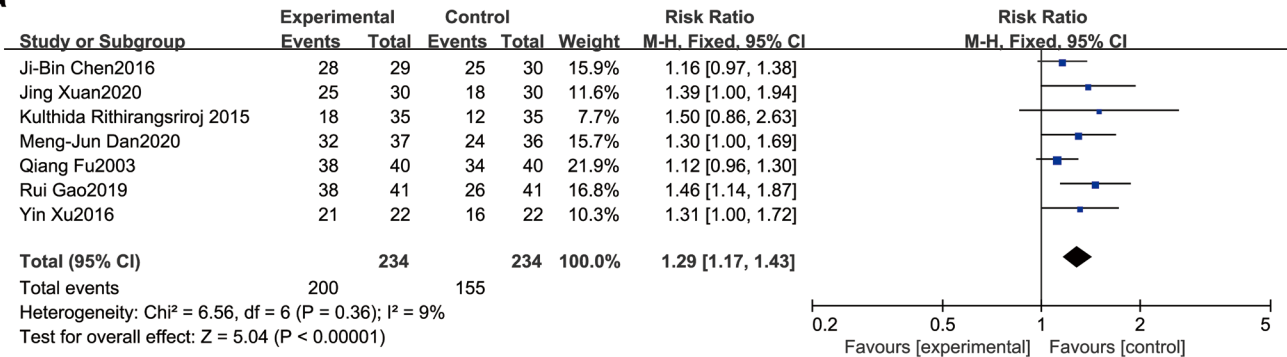 Experimental Control Risk Ratio Risk Ratio
Study or Subgroup Events Total Events Total Weight M-H, Fixed, 95% CI M-H, Fixed, 95% CI
Ji-Bin Chen2016 28 29 25 30 15.9% 1.16 [0.97, 1.38]
Jing Xuan2020 25 30 18 30 11.6% 1.39 [1.00, 1.94]
Kulthida Rithirangsriroj 2015 18 35 12 35 7.7% 1.50 [0.86, 2.63]
Meng-Jun Dan2020 32 37 24 36 15.7% 1.30 [1.00, 1.69]
Qiang Fu2003 38 40 34 40 21.9% 1.12 [0.96, 1.30]
Rui Gao2019 38 41 26 41 16.8% 1.46 [1.14, 1.87]
Yin Xu2016 21 22 16 22 10.3% 1.31 [1.00, 1.72]
Total (95% CI) 234 234 100.0% 1.29 [1.17, 1.43]
Total events 200 155
Heterogeneity: Chi² = 6.56, df = 6 (P = 0.36); I² = 9%
Test for overall effect: Z = 5.04 (P < 0.00001)
0.2 0.5 1 2 5
Favours [experimental] Favours [control]